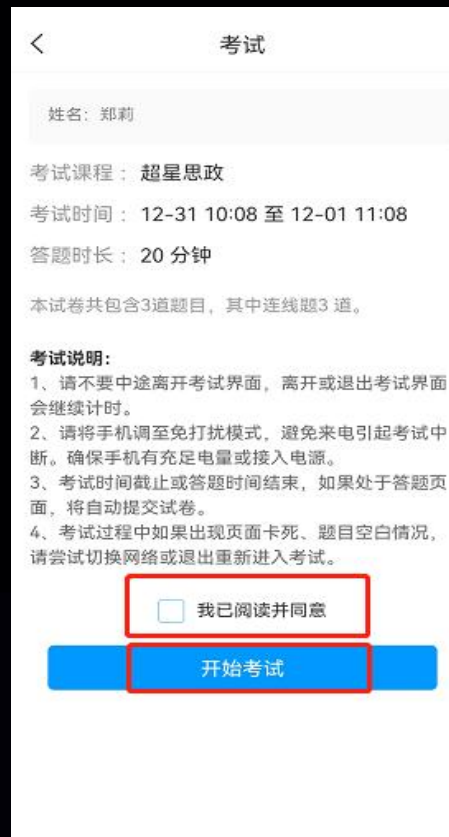 考试
姓名：郑莉
考试课程：超星思政
考试时间：12-31 10:08 至 12-01 11:08
答题时长：20 分钟
本试卷共包含3道题目，其中连线题3 道。
考试说明：
1、请不要中途离开考试界面，离开或退出考试界面
会继续计时。
2、请将手机调至免打扰模式，避免来电引起考试中
断。确保手机有充足电量或接入电源。
3、考试时间截止或答题时间结束，如果处于答题页
面，将自动提交试卷。
4、考试过程中如果出现页面卡死、题目空白情况，
请尝试切换网络或退出重新进入考试。
我已阅读并同意
开始考试